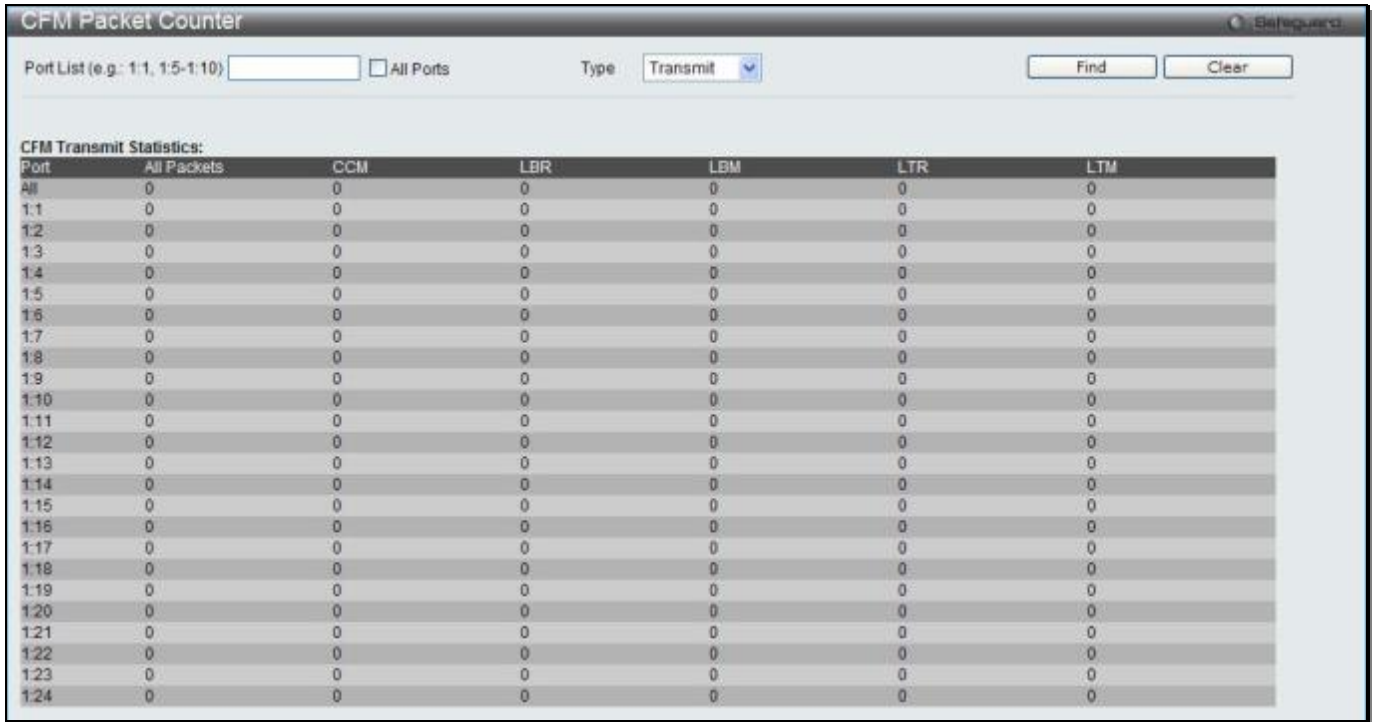 CFM Packet Counter
Safeguard
Port List (e.g.: 1:1, 1:5-1:10) All Ports Type Transmit Find Clear
CFM Transmit Statistics:
Port All Packets CCM LBR LBM LTR LTM
All 0 0 0 0 0 0
1:1 0 0 0 0 0 0
1:2 0 0 0 0 0 0
1:3 0 0 0 0 0 0
1:4 0 0 0 0 0 0
1:5 0 0 0 0 0 0
1:6 0 0 0 0 0 0
1:7 0 0 0 0 0 0
1:8 0 0 0 0 0 0
1:9 0 0 0 0 0 0
1:10 0 0 0 0 0 0
1:11 0 0 0 0 0 0
1:12 0 0 0 0 0 0
1:13 0 0 0 0 0 0
1:14 0 0 0 0 0 0
1:15 0 0 0 0 0 0
1:16 0 0 0 0 0 0
1:17 0 0 0 0 0 0
1:18 0 0 0 0 0 0
1:19 0 0 0 0 0 0
1:20 0 0 0 0 0 0
1:21 0 0 0 0 0 0
1:22 0 0 0 0 0 0
1:23 0 0 0 0 0 0
1:24 0 0 0 0 0 0